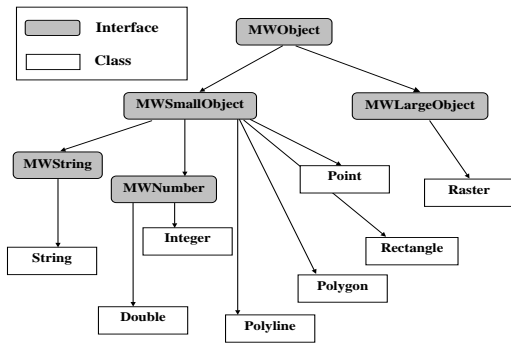 Interface
Class
MWObject
MWSmallObject
MWLargeObject
MWString
MWNumber
Point
Raster
Integer
Rectangle
String
Polygon
Double
Polyline